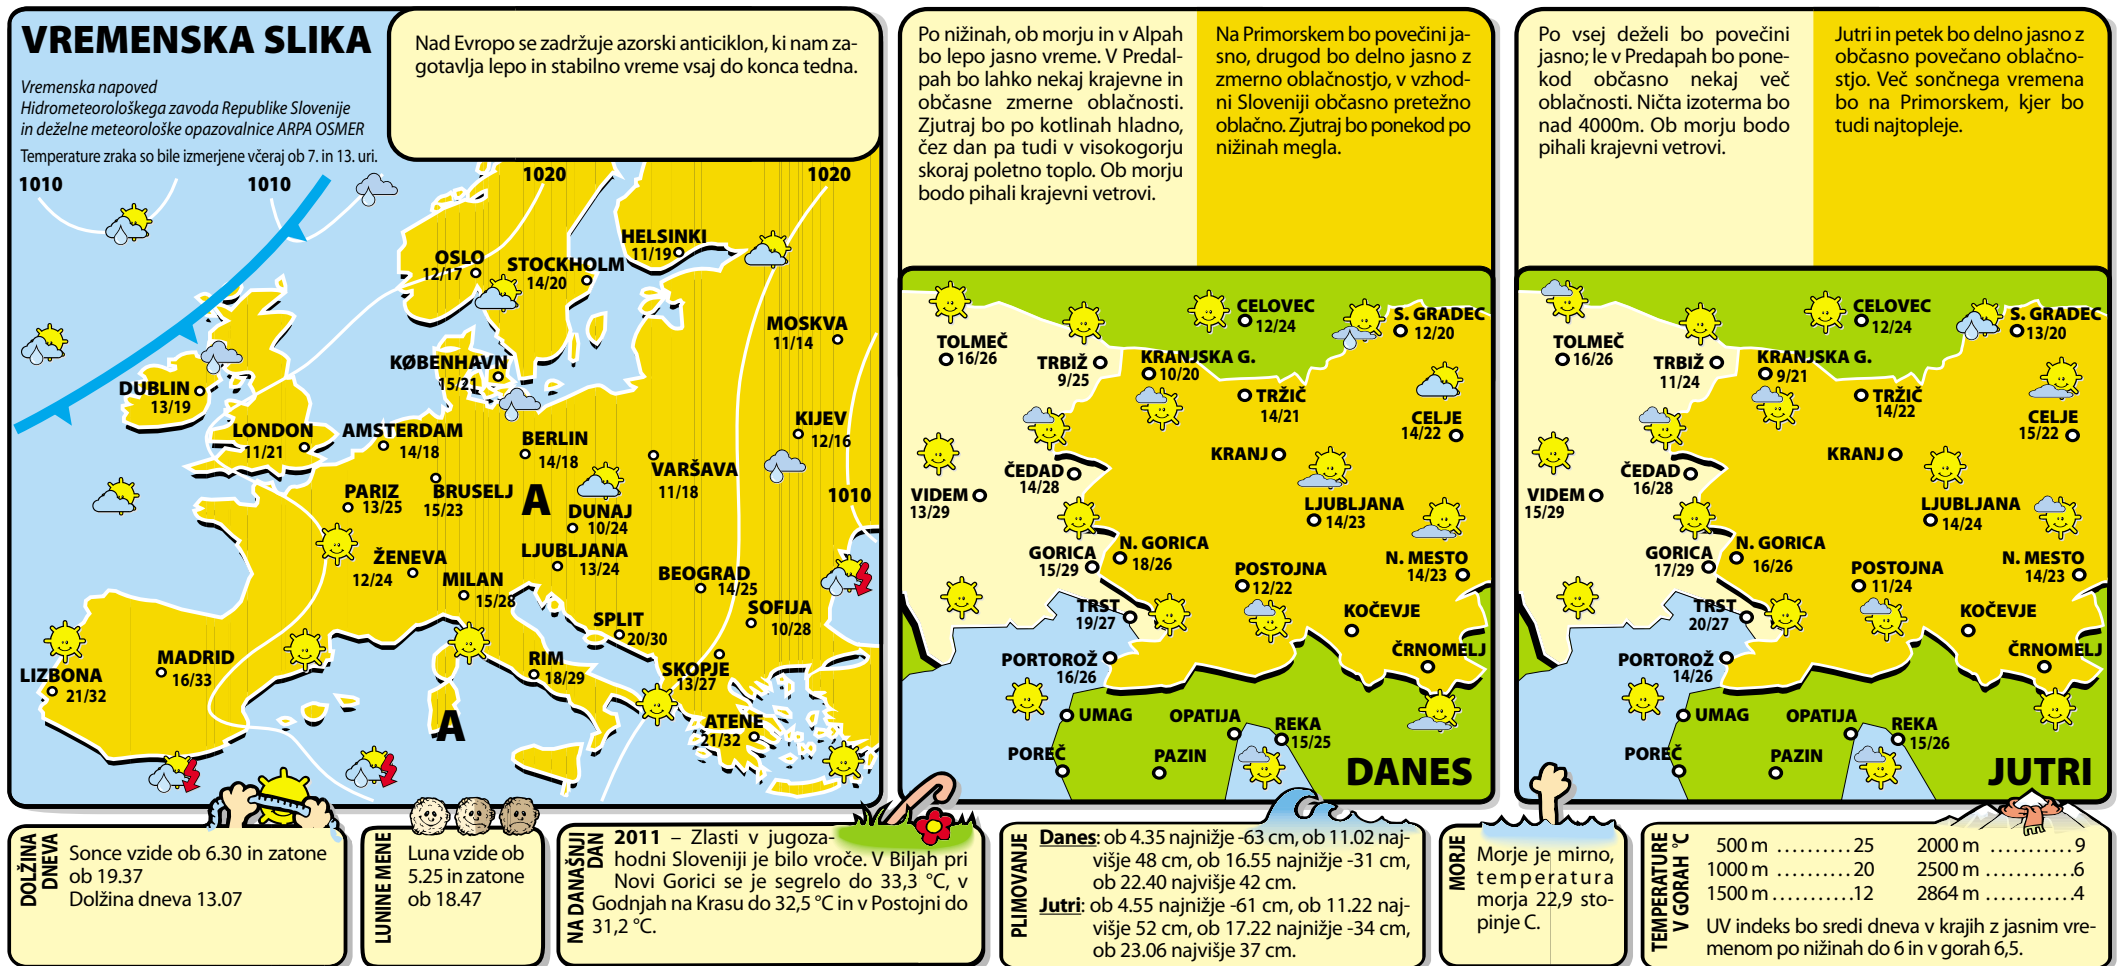 VREMENSKA SLIKA
Vremenska napoved
Hidrometeorološkega zavoda Republike Slovenije
in deželne meteorološke opazovalnice ARPA OSMER
Temperature zraka so bile izmerjene včeraj ob 7. in 13. uri.
Nad Evropo se zadržuje azorski anticiklon, ki nam za-
gotavlja lepo in stabilno vreme vsaj do konca tedna.
1010
1010
1020
1020
HELSINKI
11/19
OSLO
12/17
STOCKHOLM
14/20
MOSKVA
11/14
KØBENHAVN
15/21
DUBLIN
13/19
LONDON
11/21
AMSTERDAM
14/18
BERLIN
14/18
KIJEV
12/16
VARŠAVA
11/18
PARIZ
13/25
BRUSELJ
15/23
A
1010
DUNAJ
10/24
LJUBLJANA
13/24
ŽENEVA
12/24
MILAN
15/28
BEOGRAD
14/25
SOFIJA
10/28
SPLIT
20/30
MADRID
16/33
LIZBONA
21/32
RIM
18/29
SKOPJE
13/27
A
ATENE
21/32
Po nižinah, ob morju in v Alpah
bo lepo jasno vreme. V Predal-
pah bo lahko nekaj krajevne in
občasne zmerne oblačnosti.
Zjutraj bo po kotlinah hladno,
čez dan pa tudi v visokogorju
skoraj poletno toplo. Ob morju
bodo pihali krajevni vetrovi.
Na Primorskem bo povečini ja-
sno, drugod bo delno jasno z
zmerno oblačnostjo, v vzhod-
ni Sloveniji občasno pretežno
oblačno. Zjutraj bo ponekod po
nižinah megla.
CELOVEC
12/24
S. GRADEC
12/20
TOLMEČ
16/26
TRBIŽ
9/25
KRANJSKA G.
10/20
TRŽIČ
14/21
CELJE
14/22
KRANJ
ČEDAD
14/28
VIDEM
13/29
LJUBLJANA
14/23
GORICA
15/29
N. GORICA
18/26
POSTOJNA
12/22
N. MESTO
14/23
TRST
19/27
KOČEVJE
ČRNOMELJ
PORTOROŽ
16/26
UMAG
OPATIJA
REKA
15/25
POREČ
PAZIN
DANES
Po vsej deželi bo povečini
jasno; le v Predapah bo pone-
kod občasno nekaj več
oblačnosti. Ničta izoterma bo
nad 4000m. Ob morju bodo
pihali krajevni vetrovi.
Jutri in petek bo delno jasno z
občasno povečano oblačno-
stjo. Več sončnega vremena
bo na Primorskem, kjer bo
tudi najtopleje.
CELOVEC
12/24
S. GRADEC
13/20
TOLMEČ
16/26
TRBIŽ
11/24
KRANJSKA G.
9/21
TRŽIČ
14/22
CELJE
15/22
KRANJ
ČEDAD
16/28
VIDEM
15/29
LJUBLJANA
14/24
GORICA
17/29
N. GORICA
16/26
POSTOJNA
11/24
N. MESTO
14/23
TRST
20/27
KOČEVJE
ČRNOMELJ
PORTOROŽ
14/26
UMAG
OPATIJA
REKA
15/26
POREČ
PAZIN
JUTRI
DOLŽINA
DNEVA
Sonce vzide ob 6.30 in zatone
ob 19.37
Dolžina dneva 13.07
LUNINE MENE
Luna vzide ob
5.25 in zatone
ob 18.47
NA DANAŠNJI
DAN
2011 – Zlasti v jugoza-
hodni Sloveniji je bilo vroče. V Biljah pri
Novi Gorici se je segrelo do 33,3 °C, v
Godnjah na Krasu do 32,5 °C in v Postojni do
31,2 °C.
PLIMOVANJE
Danes: ob 4.35 najnižje -63 cm, ob 11.02 naj-
višje 48 cm, ob 16.55 najnižje -31 cm,
ob 22.40 najvišje 42 cm.
Jutri: ob 4.55 najnižje -61 cm, ob 11.22 naj-
višje 52 cm, ob 17.22 najnižje -34 cm,
ob 23.06 najvišje 37 cm.
MORJE
Morje je mirno,
temperatura
morja 22,9 sto-
pinje C.
TEMPERATURE
V GORAH °C
500 m ..........25
1000 m ..........20
1500 m ..........12
2000 m ...........9
2500 m ............6
2864 m ............4
UV indeks bo sredi dneva v krajih z jasnim vre-
menom po nižinah do 6 in v gorah 6,5.